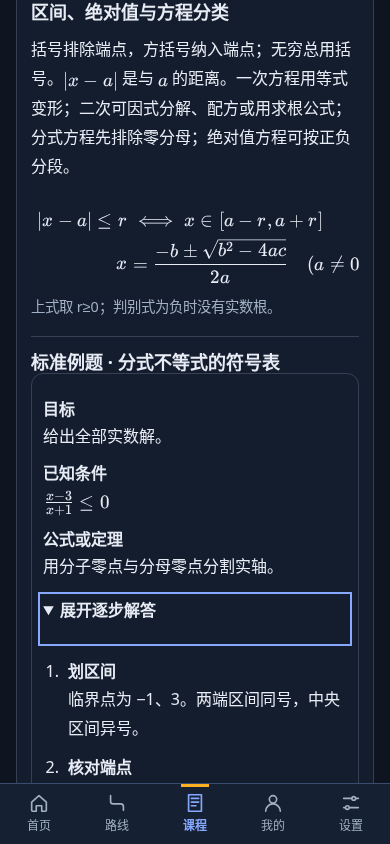 区间、绝对值与方程分类
括号排除端点，方括号纳入端点；无穷总用括
号。|x − a| 是与 a 的距离。一次方程用等式
变形；二次可因式分解、配方或用求根公式；
分式方程先排除零分母；绝对值方程可按正负
分段。
|x − a| ≤ r ⟺ x ∈ [a − r, a + r]
x = (−b ± √(b² − 4ac)) / 2a (a ≠ 0
上式取 r≥0；判别式为负时没有实数根。
标准例题 · 分式不等式的符号表
目标
给出全部实数解。
已知条件
(x−3)/(x+1) ≤ 0
公式或定理
用分子零点与分母零点分割实轴。
▼ 展开逐步解答
1. 划区间
临界点为 −1、3。两端区间同号，中央
区间异号。
2. 核对端点
首页 路线 课程 我的 设置